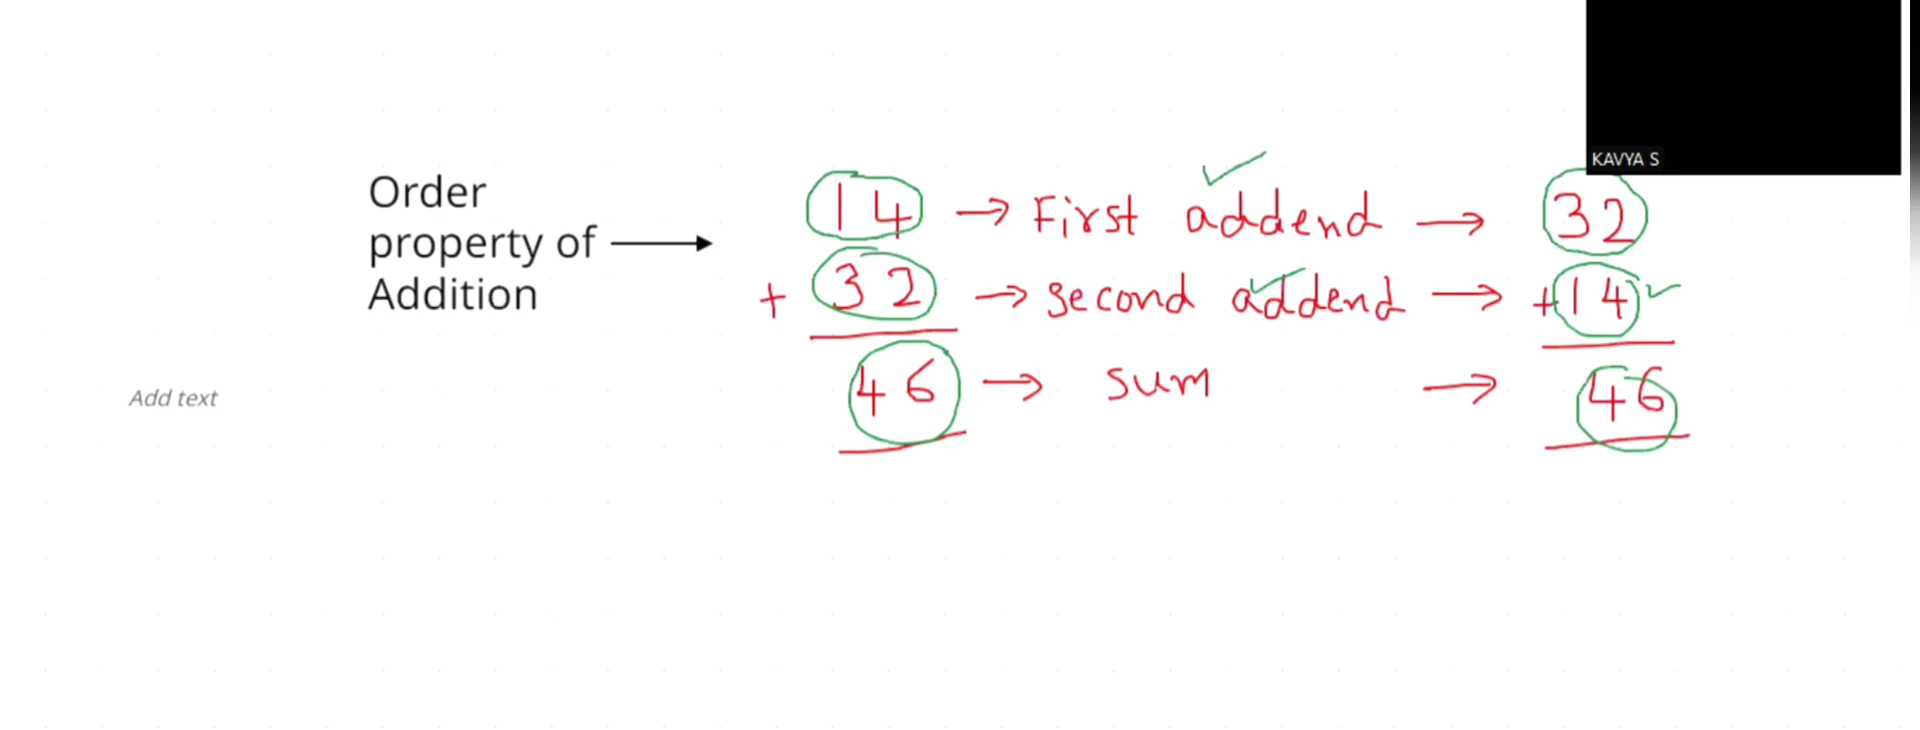 KAVYA S
Order
property of
Addition
14 → First addend → 32
+ 32 → second addend → +14
46 → sum → 46
Add text